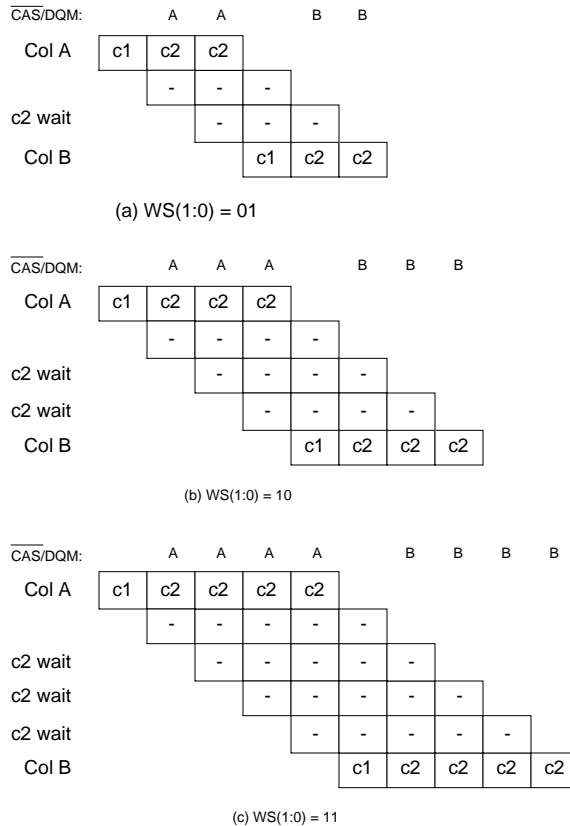 CAS/DQM: A A B B
Col A c1 c2 c2
- - -
c2 wait - - -
Col B c1 c2 c2
(a) WS(1:0) = 01
CAS/DQM: A A A B B B
Col A c1 c2 c2 c2
- - - -
c2 wait - - - -
c2 wait - - - -
Col B c1 c2 c2 c2
(b) WS(1:0) = 10
CAS/DQM: A A A A B B B B
Col A c1 c2 c2 c2 c2
- - - - -
c2 wait - - - - -
c2 wait - - - - -
c2 wait - - - - -
Col B c1 c2 c2 c2 c2
(c) WS(1:0) = 11